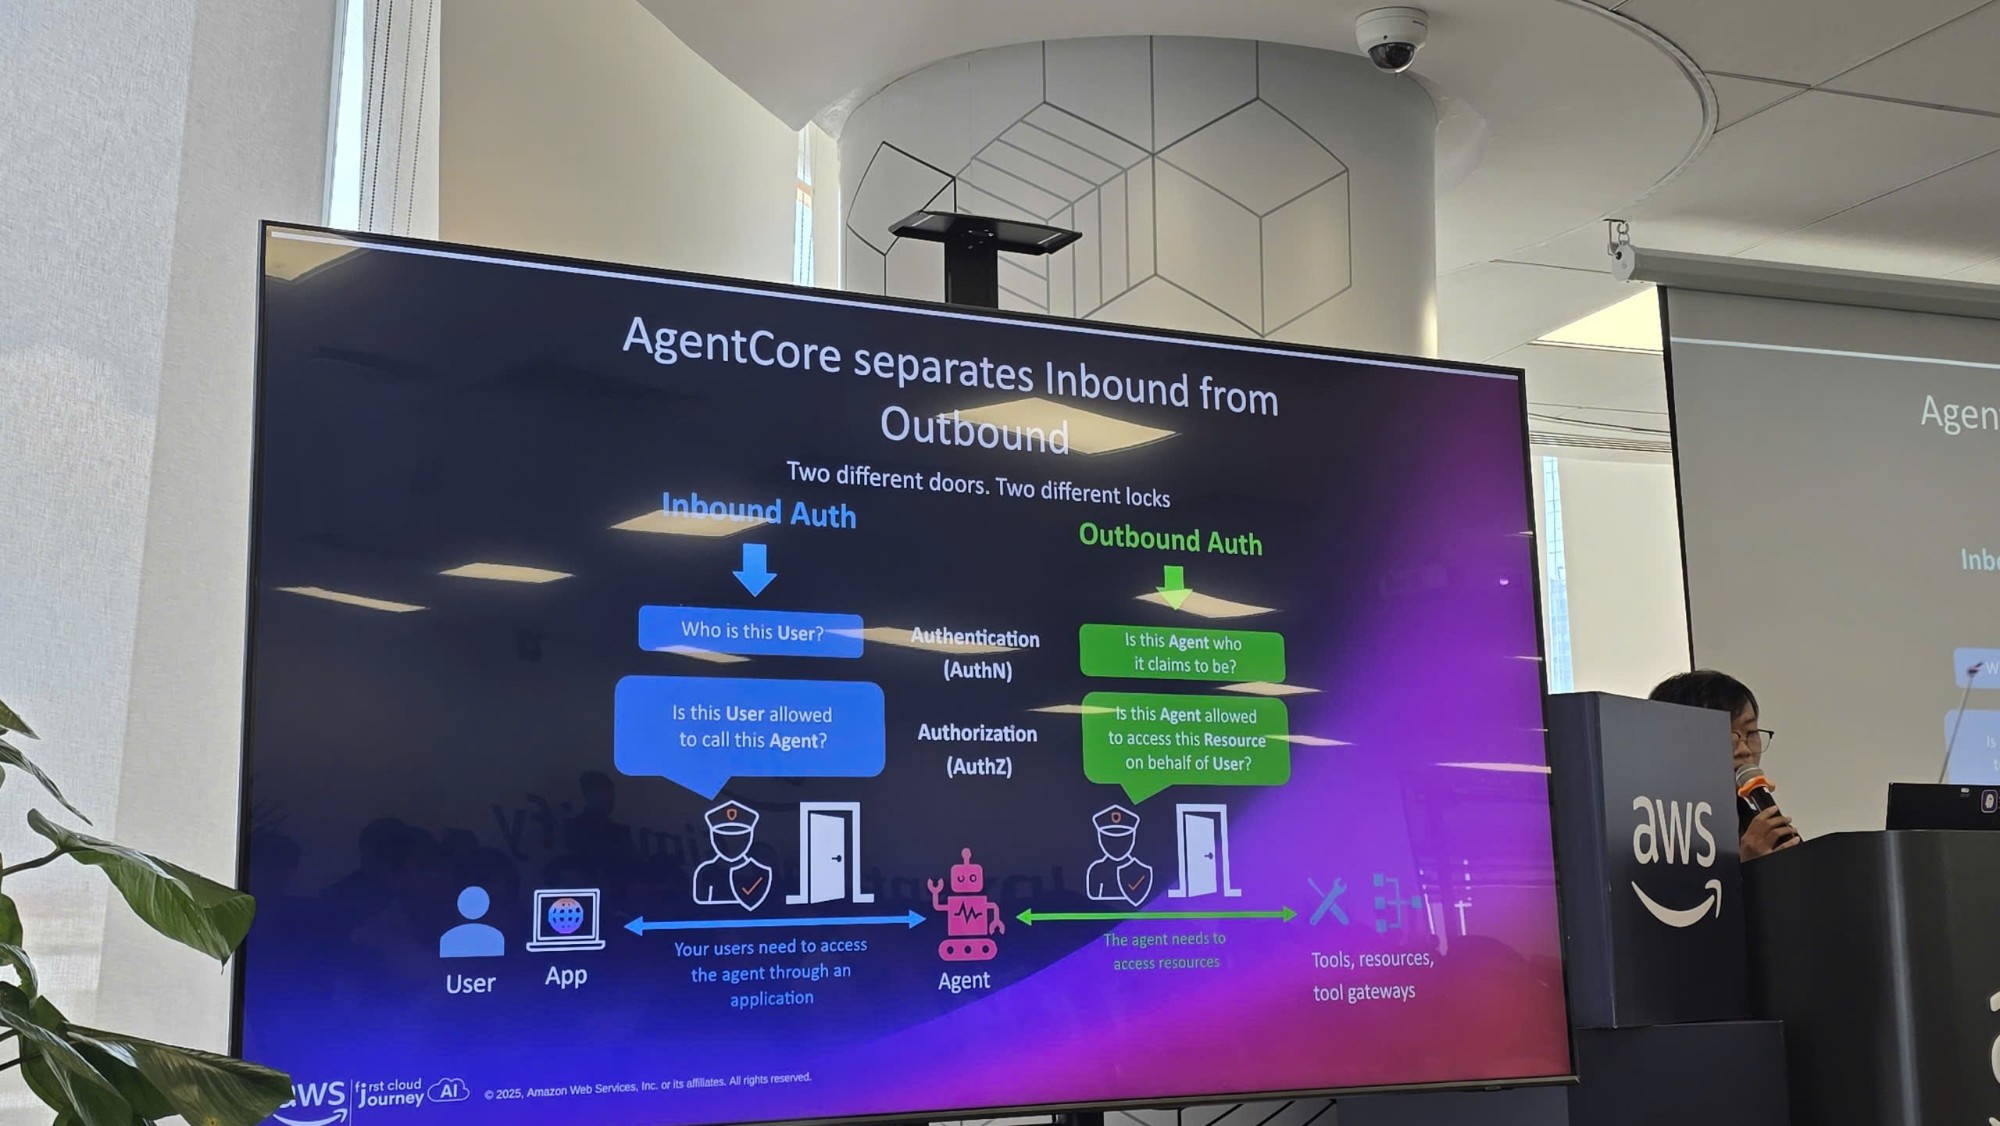 AgentCore separates Inbound from
Outbound
Two different doors. Two different locks
Inbound Auth
Outbound Auth
Who is this User?
Authentication
(AuthN)
Is this Agent who
it claims to be?
Is this User allowed
to call this Agent?
Authorization
(AuthZ)
Is this Agent allowed
to access this Resource
on behalf of User?
User
App
Your users need to access
the agent through an
application
Agent
The agent needs to
access resources
Tools, resources,
tool gateways
aws
first cloud
Journey
AI
© 2025, Amazon Web Services, Inc. or its affiliates. All rights reserved.
aws
Agen
Inbo
W
Is